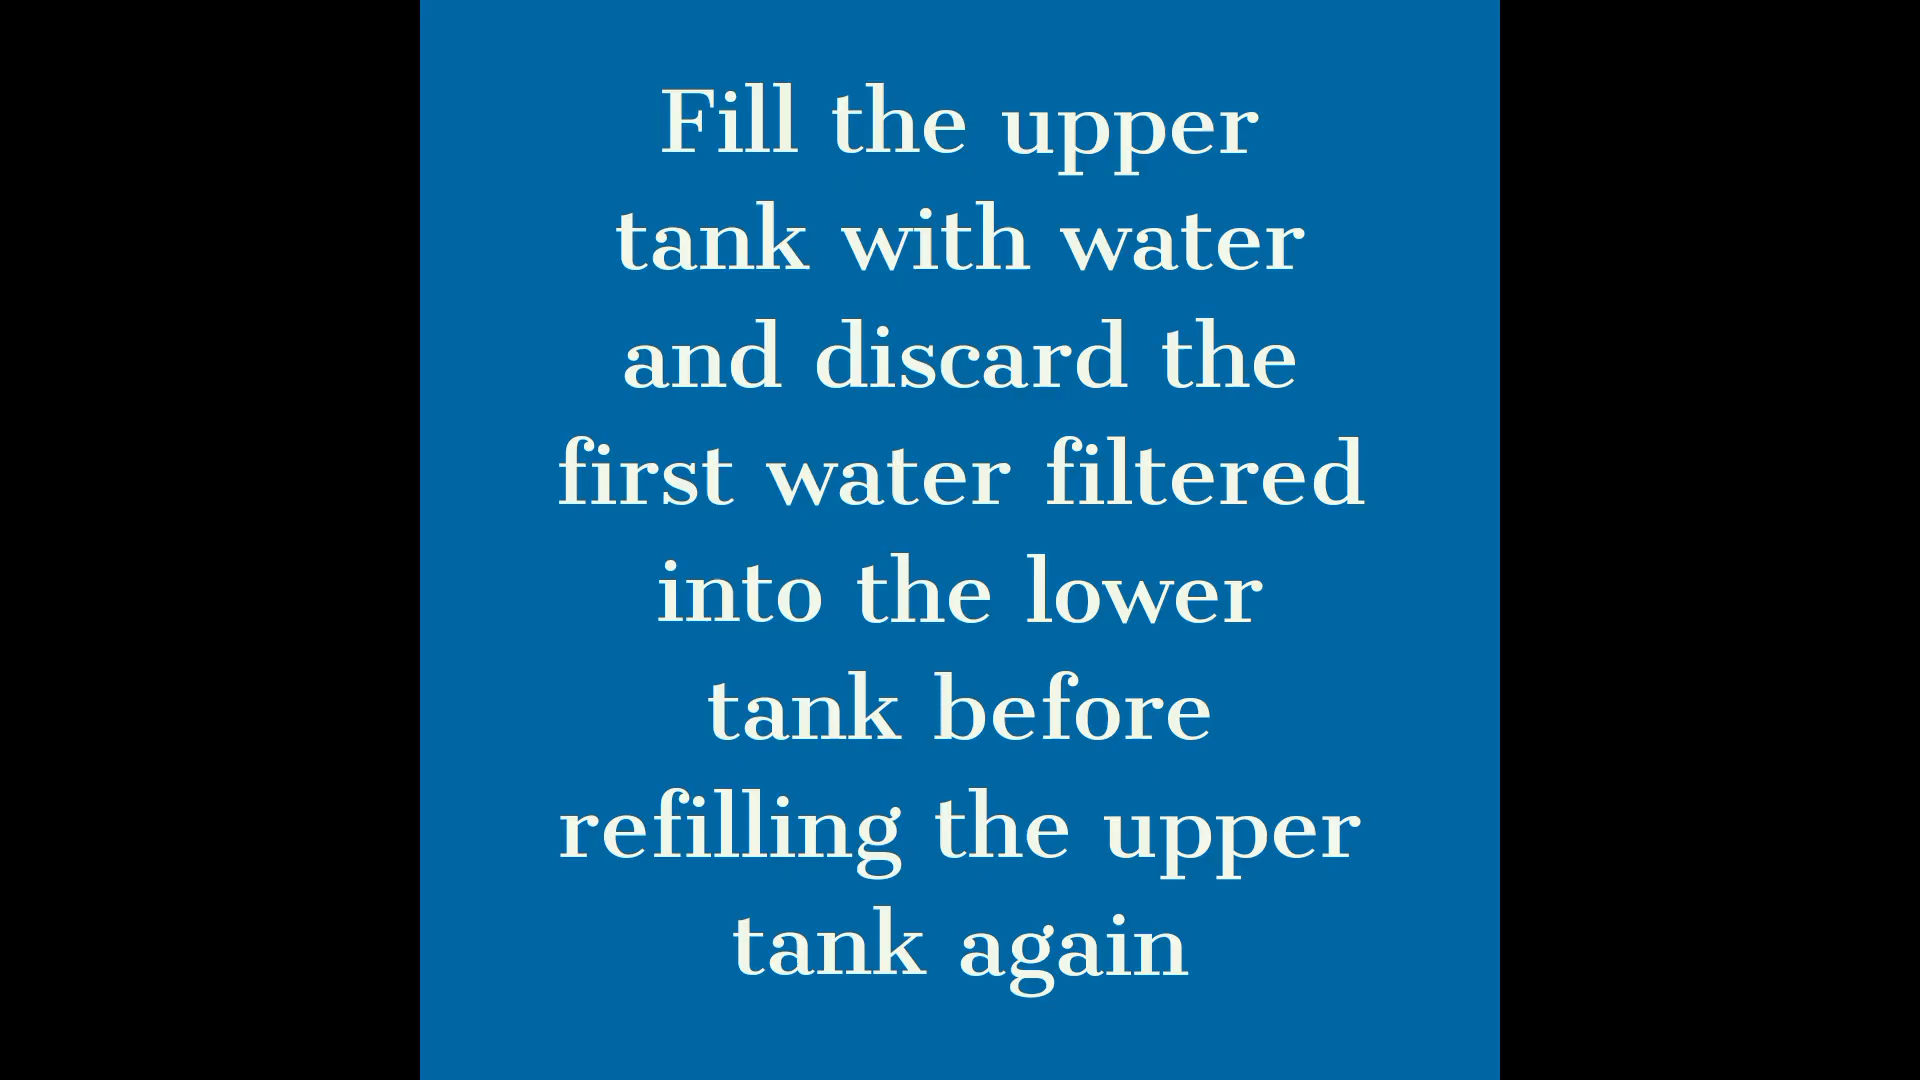 Fill the upper
tank with water
and discard the
first water filtered
into the lower
tank before
refilling the upper
tank again